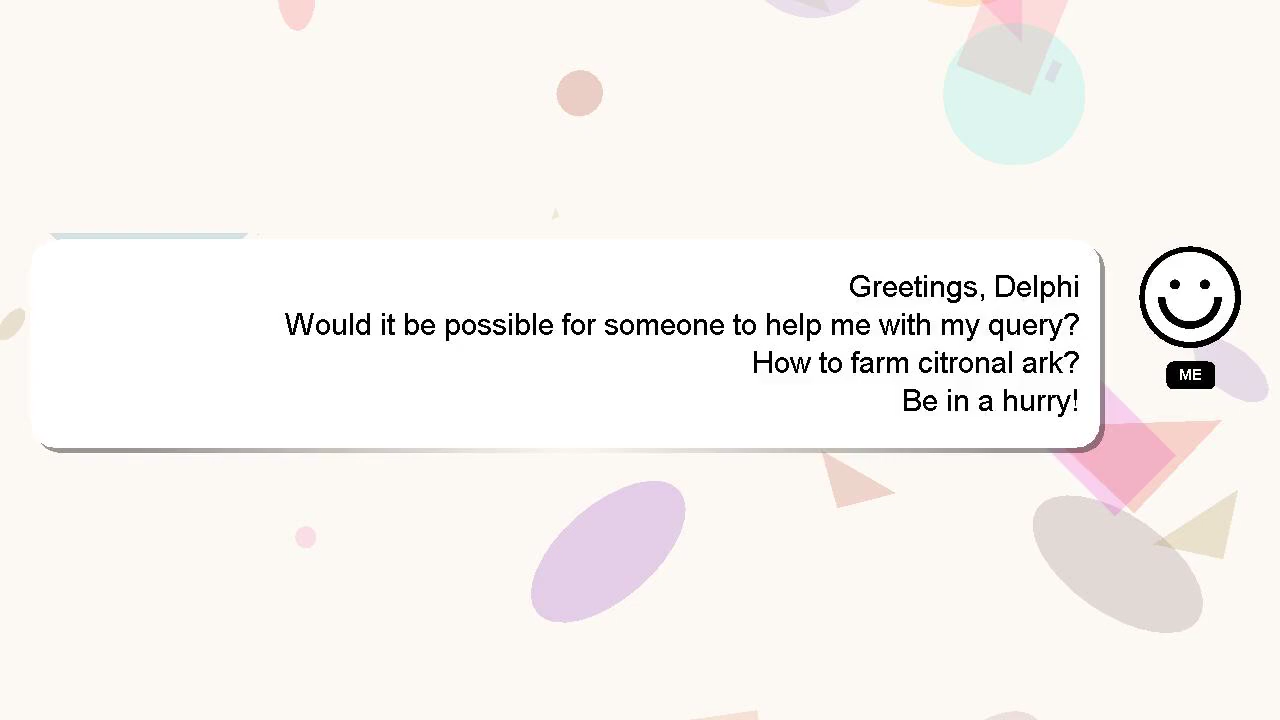 Greetings, Delphi
Would it be possible for someone to help me with my query?
How to farm citronal ark?
Be in a hurry!
ME